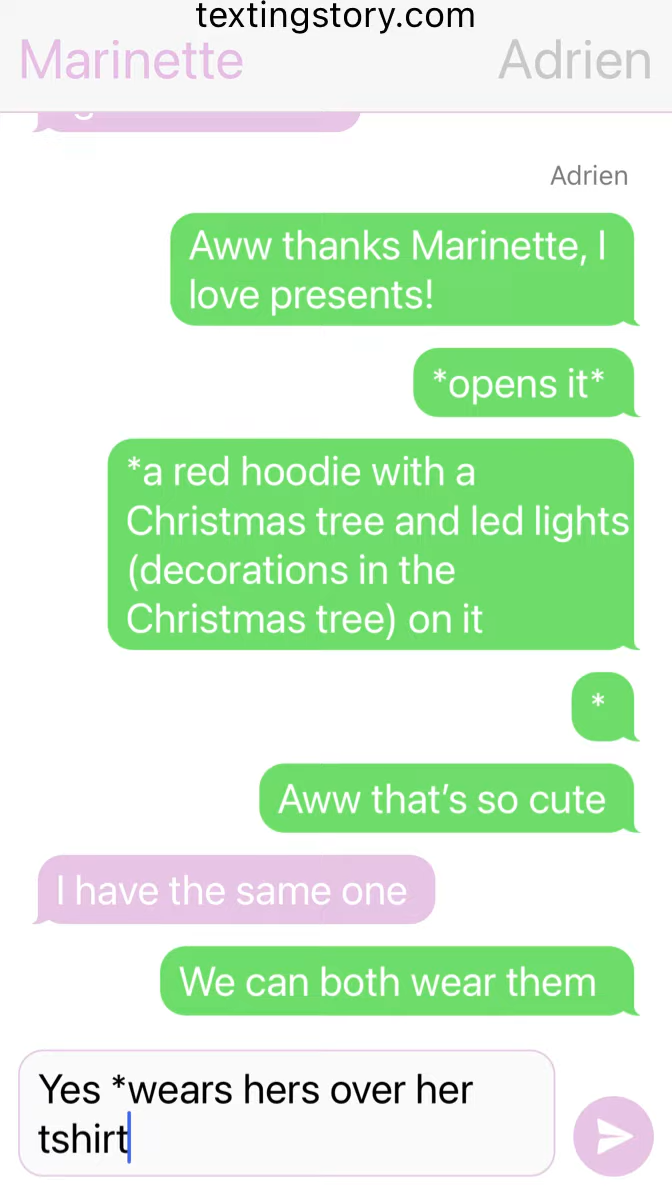 textingstory.com
Marinette
Adrien
Adrien
Aww thanks Marinette, I
love presents!
*opens it*
*a red hoodie with a
Christmas tree and led lights
(decorations in the
Christmas tree) on it
*
Aww that's so cute
I have the same one
We can both wear them
Yes *wears hers over her
tshirt